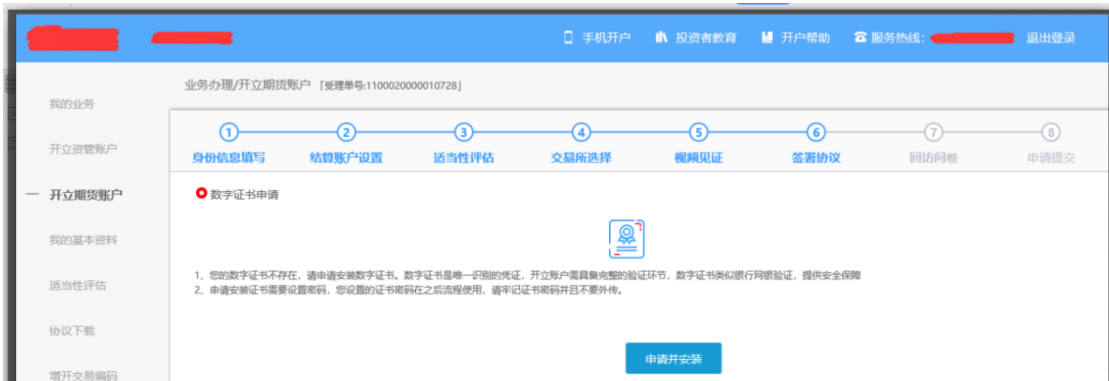 手机开户 投资者教育 开户帮助 服务热线： 退出登录
我的业务
开立资管账户
一 开立期货账户
我的基本资料
适当性评估
协议下载
增开交易编码
业务办理/开立期货账户 「受理单号:1100020000010728」
1 2 3 4 5 6 7 8
身份信息填写 结算账户设置 适当性评估 交易所选择 视频见证 签署协议 回访问卷 申请提交
数字证书申请
1、您的数字证书不存在，请申请安装数字证书。数字证书是唯一识别的凭证，开立账户需具备完整的验证环节，数字证书类似银行网银验证，提供安全保障
2、申请安装证书需要设置密码，您设置的证书密码在之后流程使用，请牢记证书密码并且不要外传。
申请并安装